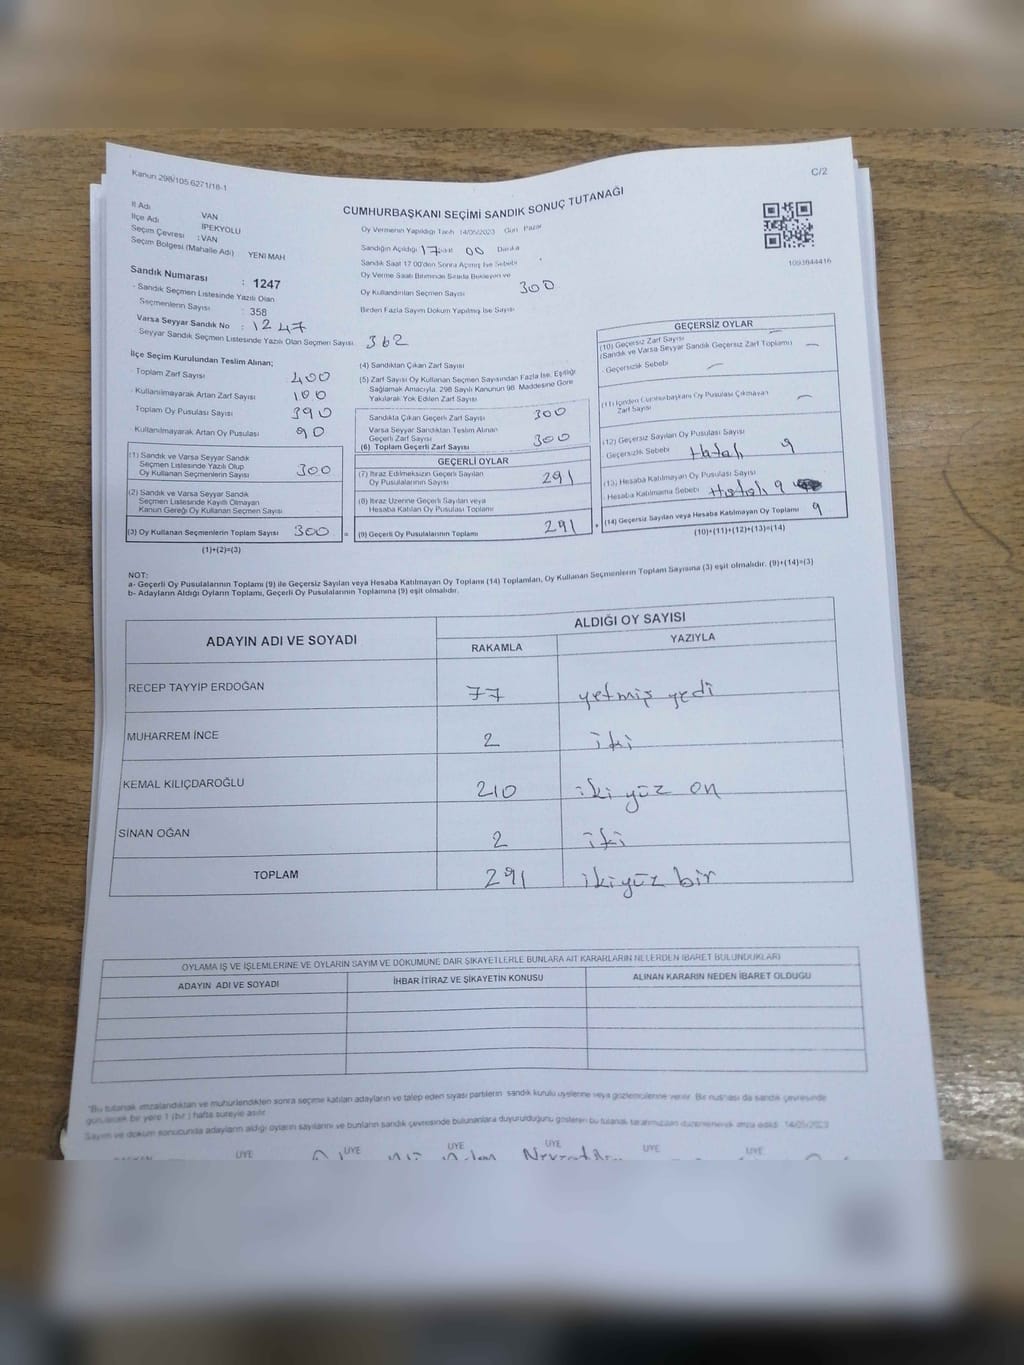 Kanun 298/105 6271/18-1
C/2
CUMHURBAŞKANI SEÇİMİ SANDIK SONUÇ TUTANAĞI
İl Adı VAN
İlçe Adı İPEKYOLU
Seçim Çevresi : VAN
Seçim Bölgesi (Mahalle Adı) YENİ MAH
Sandık Numarası : 1247
Sandık Seçmen Listesinde Yazılı Olan
Seçmenlerin Sayısı : 358
Varsa Seyyar Sandık No : 1247
Seyyar Sandık Seçmen Listesinde Yazılı Olan Seçmen Sayısı 362
Oy Vermenin Yapıldığı Tarih 14/05/2023 Gün Pazar
Sandığın Açıldığı 17 Saat 00 Dakika
Sandık Saat 17 00'den Sonra Açılmış İse Sebebi
Oy Verme Saati Bitiminde Sırada Bekleyen ve
Oy Kullandırılan Seçmen Sayısı 300
Birden Fazla Sayım Döküm Yapılmış İse Sayısı
1093644416
İlçe Seçim Kurulundan Teslim Alınan;
Toplam Zarf Sayısı 400
Kullanılmayarak Artan Zarf Sayısı 100
Toplam Oy Pusulası Sayısı 390
Kullanılmayarak Artan Oy Pusulası 90
(1) Sandık ve Varsa Seyyar Sandık
Seçmen Listesinde Yazılı Olup
Oy Kullanan Seçmenlerin Sayısı 300
(2) Sandık ve Varsa Seyyar Sandık
Seçmen Listesinde Kayıtlı Olmayan
Kanun Gereği Oy Kullanan Seçmen Sayısı
(3) Oy Kullanan Seçmenlerin Toplam Sayısı 300 =
(1)+(2)=(3)
(4) Sandıktan Çıkan Zarf Sayısı
(5) Zarf Sayısı Oy Kullanan Seçmen Sayısından Fazla İse, Eşitliği
Sağlamak Amacıyla, 298 Sayılı Kanunun 98. Maddesine Göre
Yakılarak Yok Edilen Zarf Sayısı
Sandıkta Çıkan Geçerli Zarf Sayısı 300
Varsa Seyyar Sandıktan Teslim Alınan
Geçerli Zarf Sayısı 300
(6) Toplam Geçerli Zarf Sayısı
GEÇERLİ OYLAR
(7) İtiraz Edilmeksizin Geçerli Sayılan
Oy Pusulalarının Sayısı 291
(8) İtiraz Üzerine Geçerli Sayılan veya
Hesaba Katılan Oy Pusulası Toplamı
(9) Geçerli Oy Pusulalarının Toplamı 291 +
GEÇERSİZ OYLAR
(10) Geçersiz Zarf Sayısı —
(Sandık ve Varsa Seyyar Sandık Geçersiz Zarf Toplamı) —
Geçersizlik Sebebi —
(11) İçinden Cumhurbaşkanı Oy Pusulası Çıkmayan —
Zarf Sayısı
(12) Geçersiz Sayılan Oy Pusulası Sayısı 9
Geçersizlik Sebebi Hatalı
(13) Hesaba Katılmayan Oy Pusulası Sayısı
Hesaba Katılmama Sebebi Hatalı 9
(14) Geçersiz Sayılan veya Hesaba Katılmayan Oy Toplamı 9
(10)+(11)+(12)+(13)=(14)
NOT:
a- Geçerli Oy Pusulalarının Toplamı (9) ile Geçersiz Sayılan veya Hesaba Katılmayan Oy Toplamı (14) Toplamları, Oy Kullanan Seçmenlerin Toplam Sayısına (3) eşit olmalıdır. (9)+(14)=(3)
b- Adayların Aldığı Oyların Toplamı, Geçerli Oy Pusulalarının Toplamına (9) eşit olmalıdır.
ADAYIN ADI VE SOYADI
ALDIĞI OY SAYISI
RAKAMLA YAZIYLA
RECEP TAYYİP ERDOĞAN 77 yetmiş yedi
MUHARREM İNCE 2 iki
KEMAL KILIÇDAROĞLU 210 iki yüz on
SİNAN OĞAN 2 iki
TOPLAM 291 ikiyüz bir
OYLAMA İŞ VE İŞLEMLERİNE VE OYLARIN SAYIM VE DÖKÜMÜNE DAİR ŞİKAYETLERLE BUNLARA AİT KARARLARIN NELERDEN İBARET BULUNDUKLARI
ADAYIN ADI VE SOYADI İHBAR İTİRAZ VE ŞİKAYETİN KONUSU ALINAN KARARIN NEDEN İBARET OLDUĞU
"Bu tutanak imzalandıktan ve mühürlendikten sonra seçime katılan adayların ve talep eden siyasi partilerin sandık kurulu üyelerine veya gözlemcilerine verilir. Bir nüshası da sandık çevresinde
görülecek bir yere 1 (bir) hafta süreyle asılır.
Sayım ve döküm sonucunda adayların aldığı oyların sayılarını ve bunların sandık çevresinde bulunanlara duyurulduğunu gösteren bu tutanak tarafımızdan düzenlenerek imza edildi 14/05/2023
ÜYE ÜYE ÜYE ÜYE ÜYE ÜYE